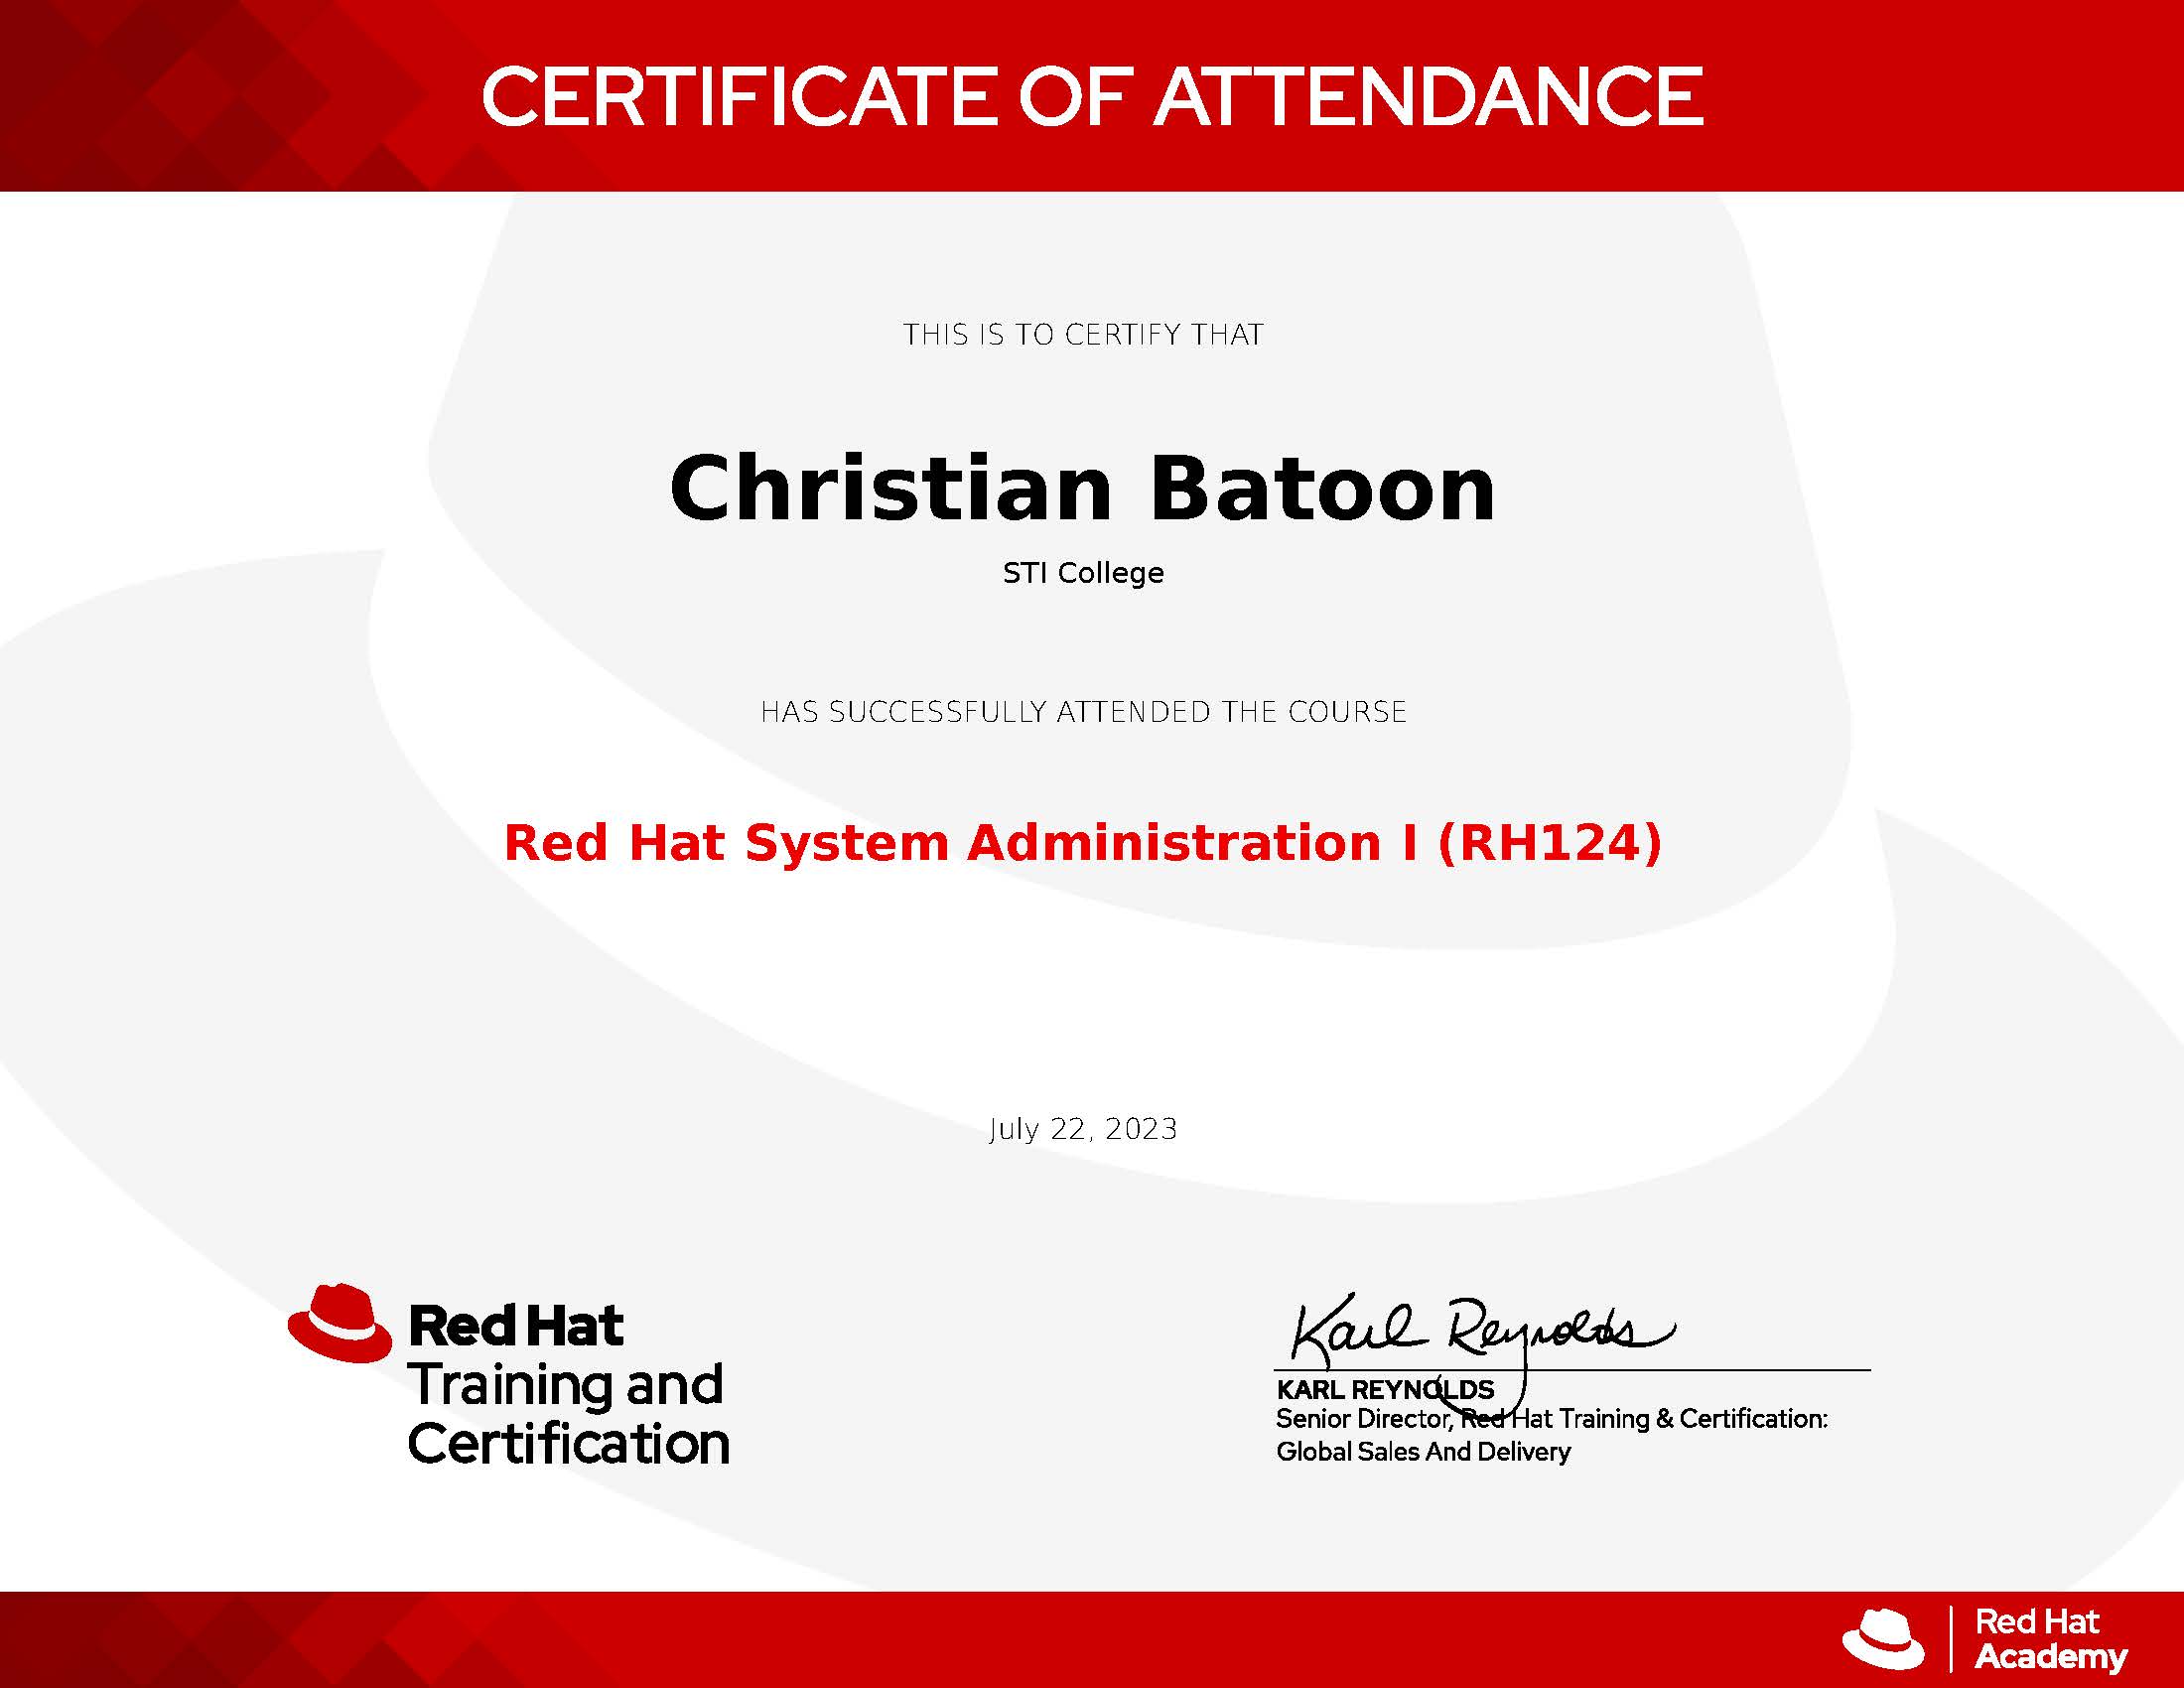 CERTIFICATE OF ATTENDANCE
THIS IS TO CERTIFY THAT
Christian Batoon
STI College
HAS SUCCESSFULLY ATTENDED THE COURSE
Red Hat System Administration I (RH124)
July 22, 2023
Red Hat
Training and
Certification
Karl Reynolds
KARL REYNOLDS
Senior Director, Red Hat Training & Certification:
Global Sales And Delivery
Red Hat
Academy